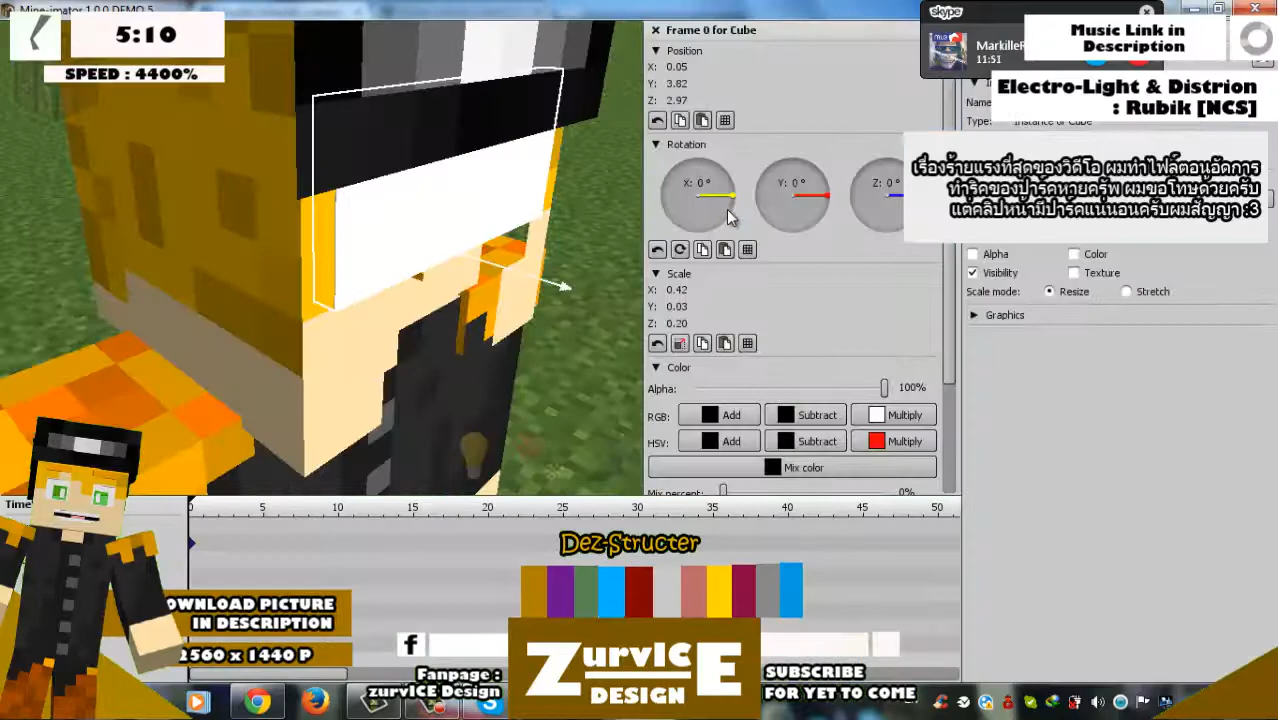 Mine-imator 1.0.0 DEMO 5
5:10
SPEED : 4400%
skype
11:51
Music Link in
Description
Electro-Light & Distrion
: Rubik [NCS]
เรื่องร้ายแรงที่สุดของวิดีโอ ผมทำไฟล์ตอนอัดการ
ทำริคของปาร์คหายครัพ ผมขอโทษด้วยครับ
แต่คลิปหน้ามีปาร์คแน่นอนครับผมสัญญา :3
Frame 0 for Cube
Position
X: 0.05
Y: 3.82
Z: 2.97
Rotation
X: 0 °
Y: 0 °
Z: 0 °
Scale
X: 0.42
Y: 0.03
Z: 0.20
Color
Alpha: 100%
RGB: Add Subtract Multiply
HSV: Add Subtract Multiply
Mix color
Mix percent: 0%
Type:
Alpha Color
Visibility Texture
Scale mode: Resize Stretch
Graphics
0 5 10 15 20 25 30 35 40 45 50
Dez-Structer
DOWNLOAD PICTURE
IN DESCRIPTION
2560 x 1440 P
f
Fanpage :
zurvICE Design
ZurvICE
DESIGN
SUBSCRIBE
FOR YET TO COME